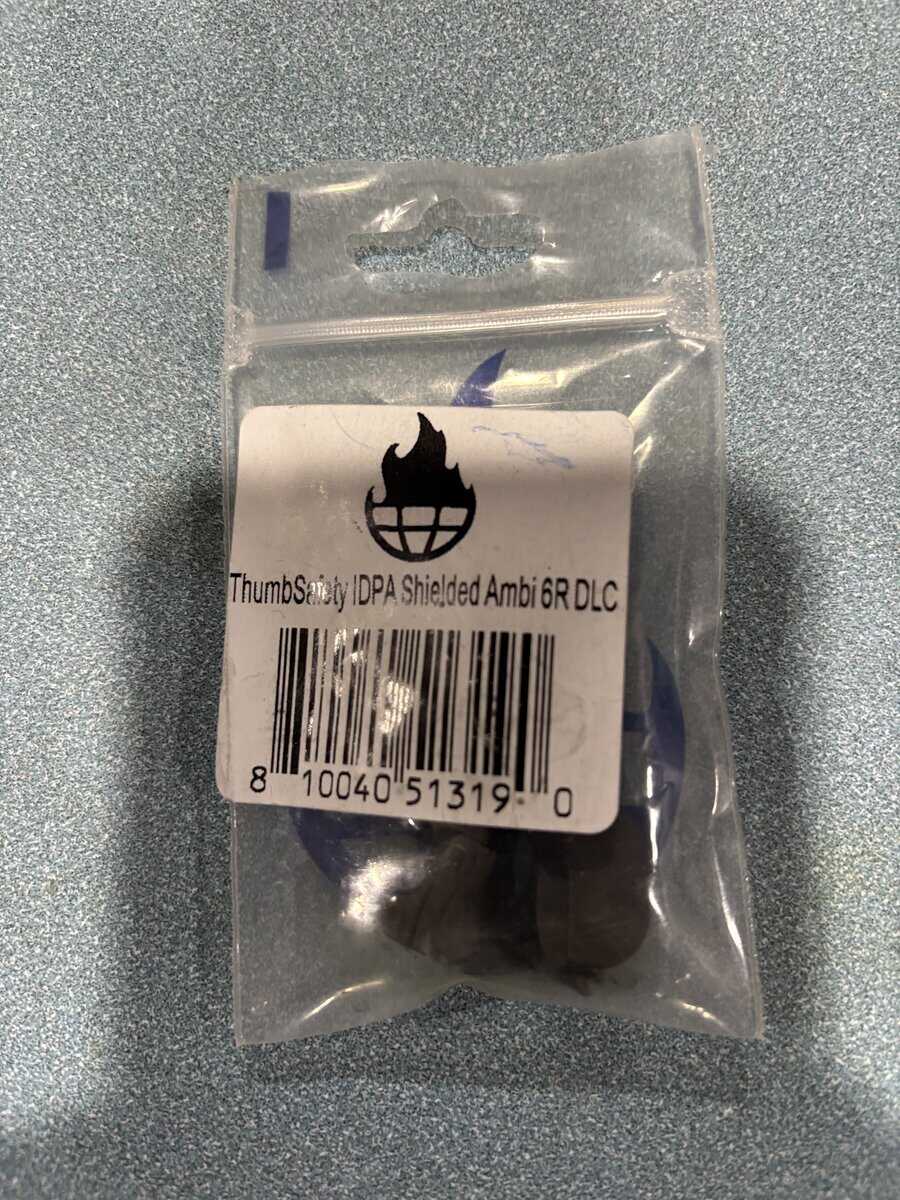 ThumbSafety IDPA Shielded Ambi 6R DLC
8 10040 51319 0